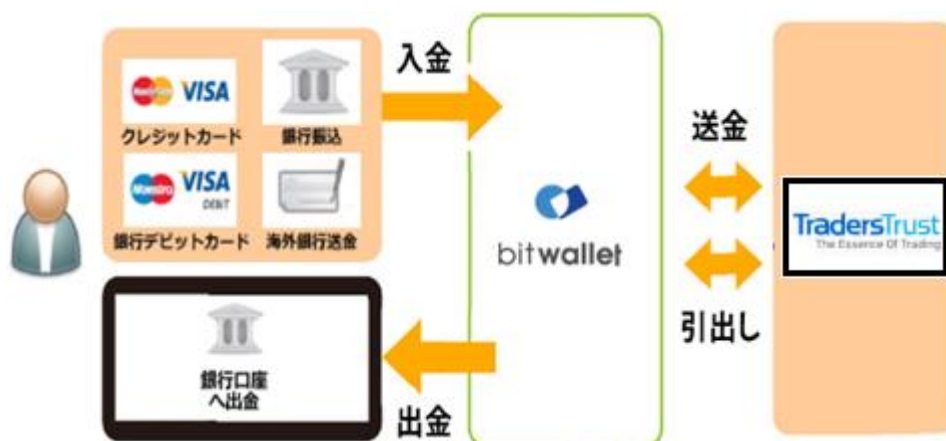 入金
VISA
クレジットカード
銀行振込
Maestro VISA
DEBIT
銀行デビットカード
海外銀行送金
bitwallet
送金
TradersTrust
The Essence Of Trading
引出し
銀行口座
へ出金
出金